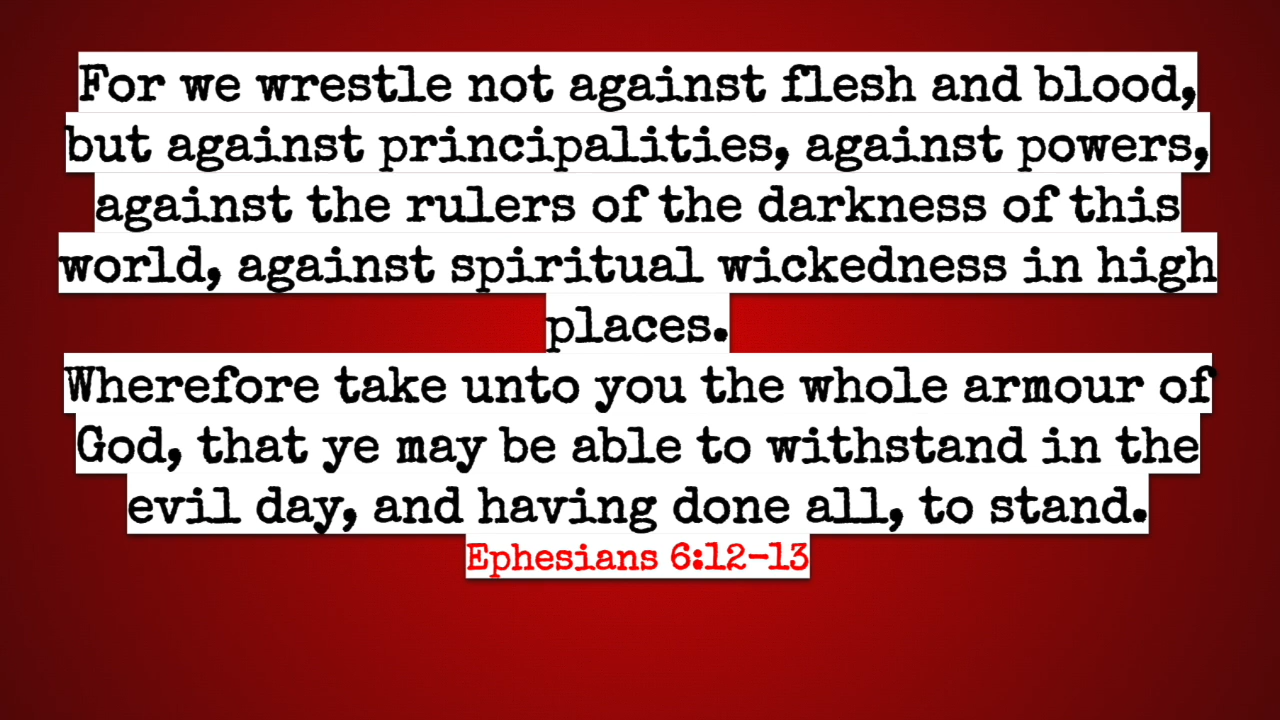 For we wrestle not against flesh and blood,
but against principalities, against powers,
against the rulers of the darkness of this
world, against spiritual wickedness in high
places.
Wherefore take unto you the whole armour of
God, that ye may be able to withstand in the
evil day, and having done all, to stand.
Ephesians 6:12-13